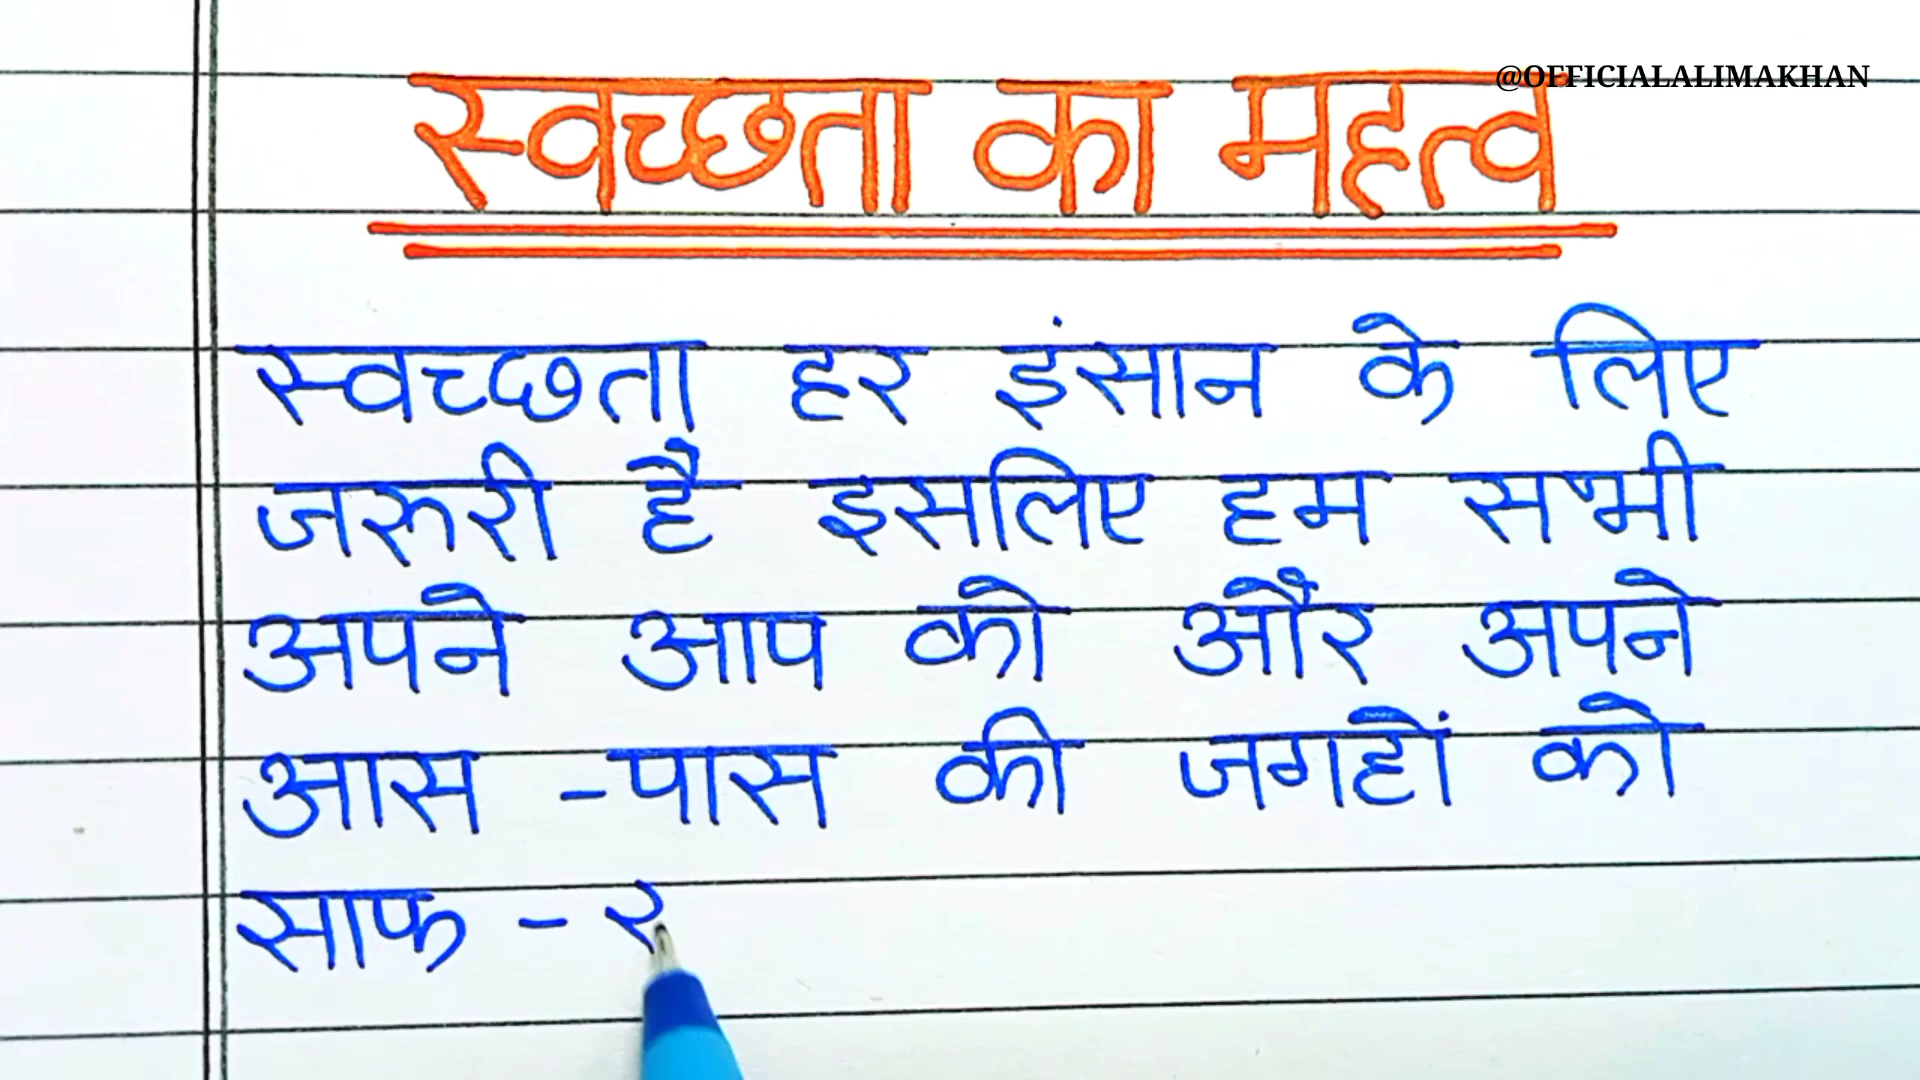 @OFFICIALALIMAKHAN
स्वच्छता का महत्व
स्वच्छता हर इंसान के लिए
जरुरी है इसलिए हम सभी
अपने आप को और अपने
आस -पास की जगहों को
साफ -